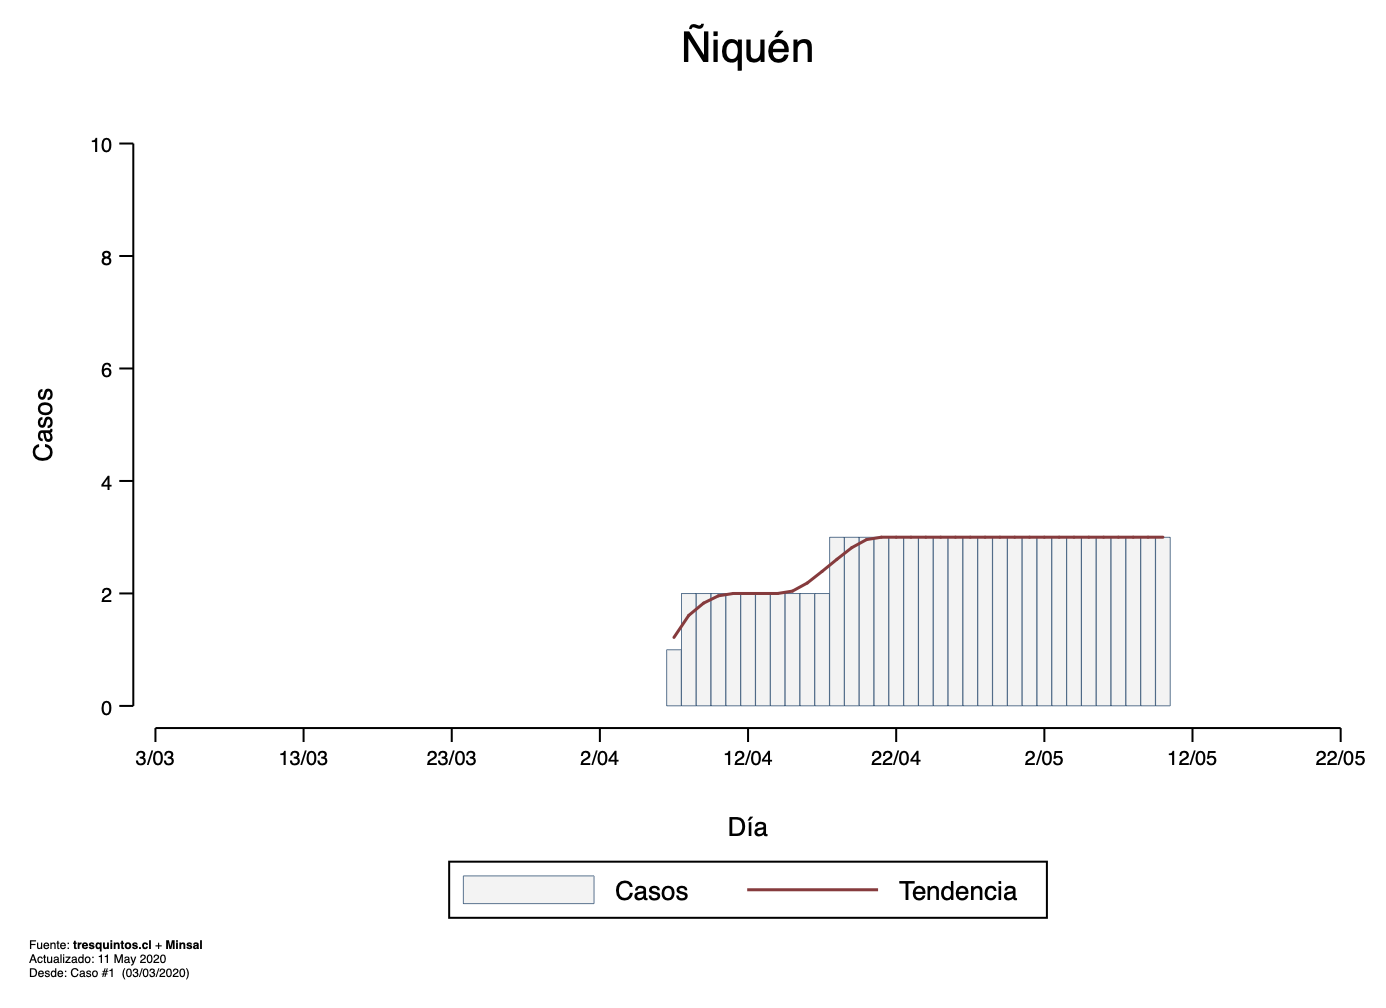 Ñiquén
10
8
6
4
2
0
Casos
3/03 13/03 23/03 2/04 12/04 22/04 2/05 12/05 22/05
Día
Casos Tendencia
Fuente: tresquintos.cl + Minsal
Actualizado: 11 May 2020
Desde: Caso #1 (03/03/2020)